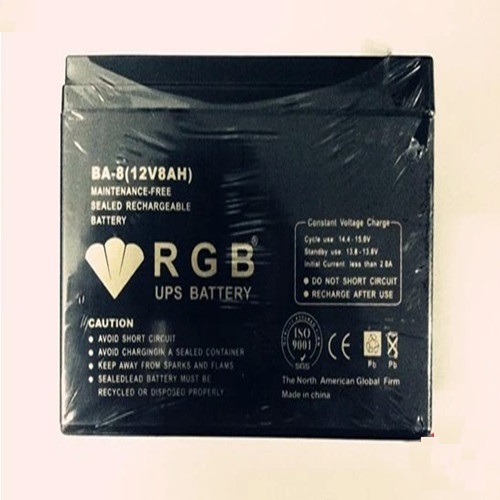 BA-8(12V8AH)
MAINTENANCE-FREE
SEALED RECHARGEABLE
BATTERY
RGB®
UPS BATTERY
Constant Voltage Charge
Cycle use 14.4-15.0V
Standby use 13.8-13.8V
Initial Current less than 2.8A
● DO NOT SHORT CIRCUIT
● RECHARGE AFTER USE
CAUTION
● AVOID SHORT CIRCUIT
● AVOID CHARGINGIN A SEALED CONTAINER
● KEEP AWAY FROM SPARKS AND FLAMS
● SEALEDLEAD BATTERY MUST BE
RECYCLED OR DISPOSED PROPERLY
ISO
9001
SGS
CE
Pb
Pb
The North American Global Firm
Made in china